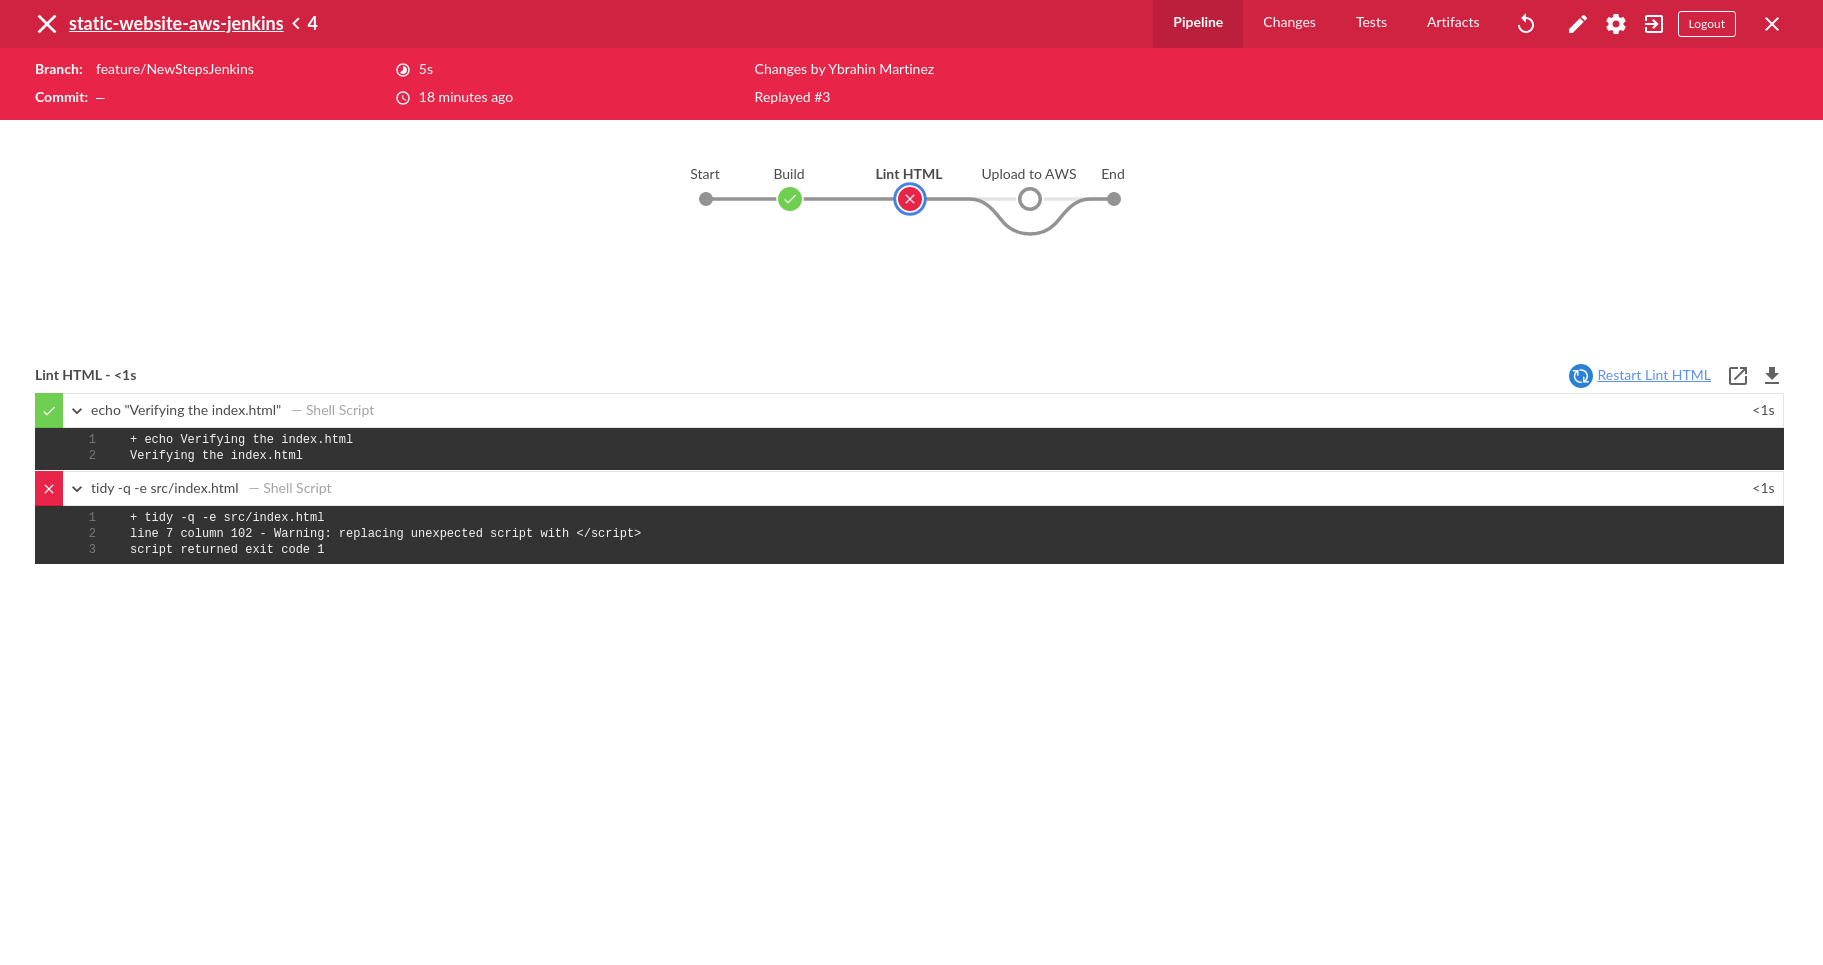 static-website-aws-jenkins < 4
Pipeline Changes Tests Artifacts Logout
Branch: feature/NewStepsJenkins 5s Changes by Ybrahin Martinez
Commit: — 18 minutes ago Replayed #3
Start Build Lint HTML Upload to AWS End
Lint HTML - <1s Restart Lint HTML
echo "Verifying the index.html" — Shell Script <1s
1 + echo Verifying the index.html
2 Verifying the index.html
tidy -q -e src/index.html — Shell Script <1s
1 + tidy -q -e src/index.html
2 line 7 column 102 - Warning: replacing unexpected script with </script>
3 script returned exit code 1